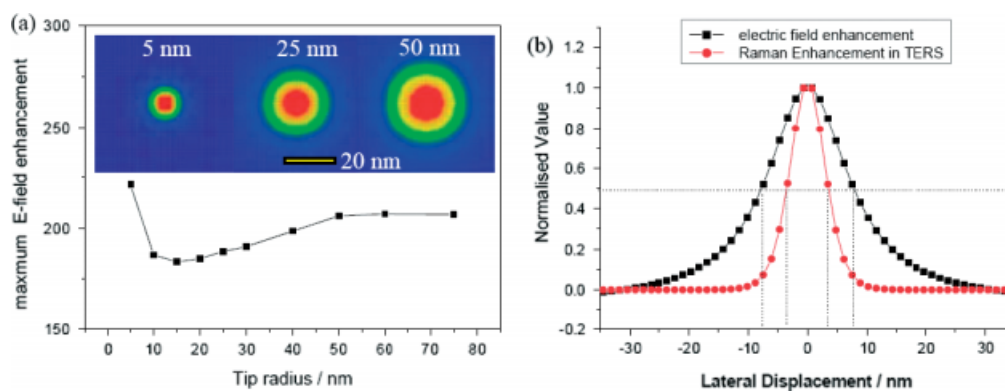 (a)
300
250
200
150
maxmum E-field enhancement
5 nm 25 nm 50 nm
20 nm
0 10 20 30 40 50 60 70 80
Tip radius / nm
(b)
electric field enhancement
Raman Enhancement in TERS
1.2
1.0
0.8
0.6
0.4
0.2
0.0
-0.2
Normalised Value
-30 -20 -10 0 10 20 30
Lateral Displacement / nm